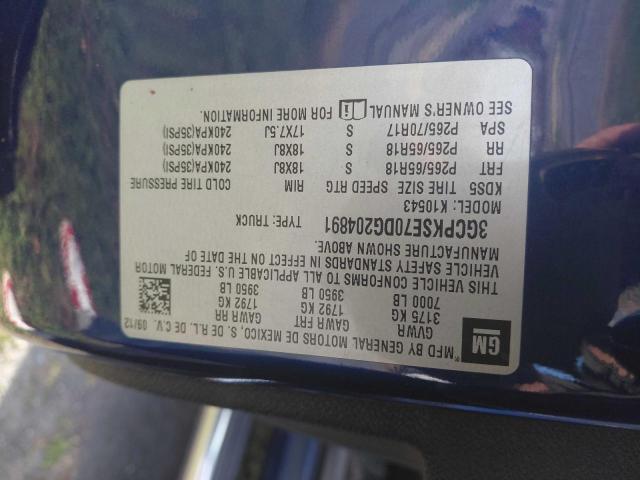 GM
*MFD BY GENERAL MOTORS DE MEXICO, S. DE R.L. DE C.V. 09/12
GVWR GAWR FRT GAWR RR
3175 KG 1792 KG 1792 KG
7000 LB 3950 LB 3950 LB
THIS VEHICLE CONFORMS TO ALL APPLICABLE U.S. FEDERAL MOTOR
VEHICLE SAFETY STANDARDS IN EFFECT ON THE DATE OF
MANUFACTURE SHOWN ABOVE.
3GCPKSE70DG204891 TYPE: TRUCK
MODEL: K10543
KDS5 TIRE SIZE SPEED RTG RIM COLD TIRE PRESSURE
FRT P265/65R18 S 18X8J 240KPA(35PSI)
RR P265/65R18 S 18X8J 240KPA(35PSI)
SPA P265/70R17 S 17X7.5J 240KPA(35PSI)
SEE OWNER'S MANUAL FOR MORE INFORMATION.